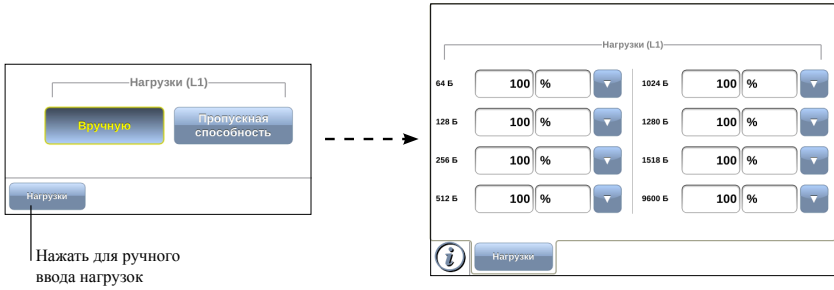 Нагрузки (L1)
Вручную
Пропускная
способность
Нагрузки
Нажать для ручного
ввода нагрузок
Нагрузки (L1)
64 Б 100 % 1024 Б 100 %
128 Б 100 % 1280 Б 100 %
256 Б 100 % 1518 Б 100 %
512 Б 100 % 9600 Б 100 %
i Нагрузки